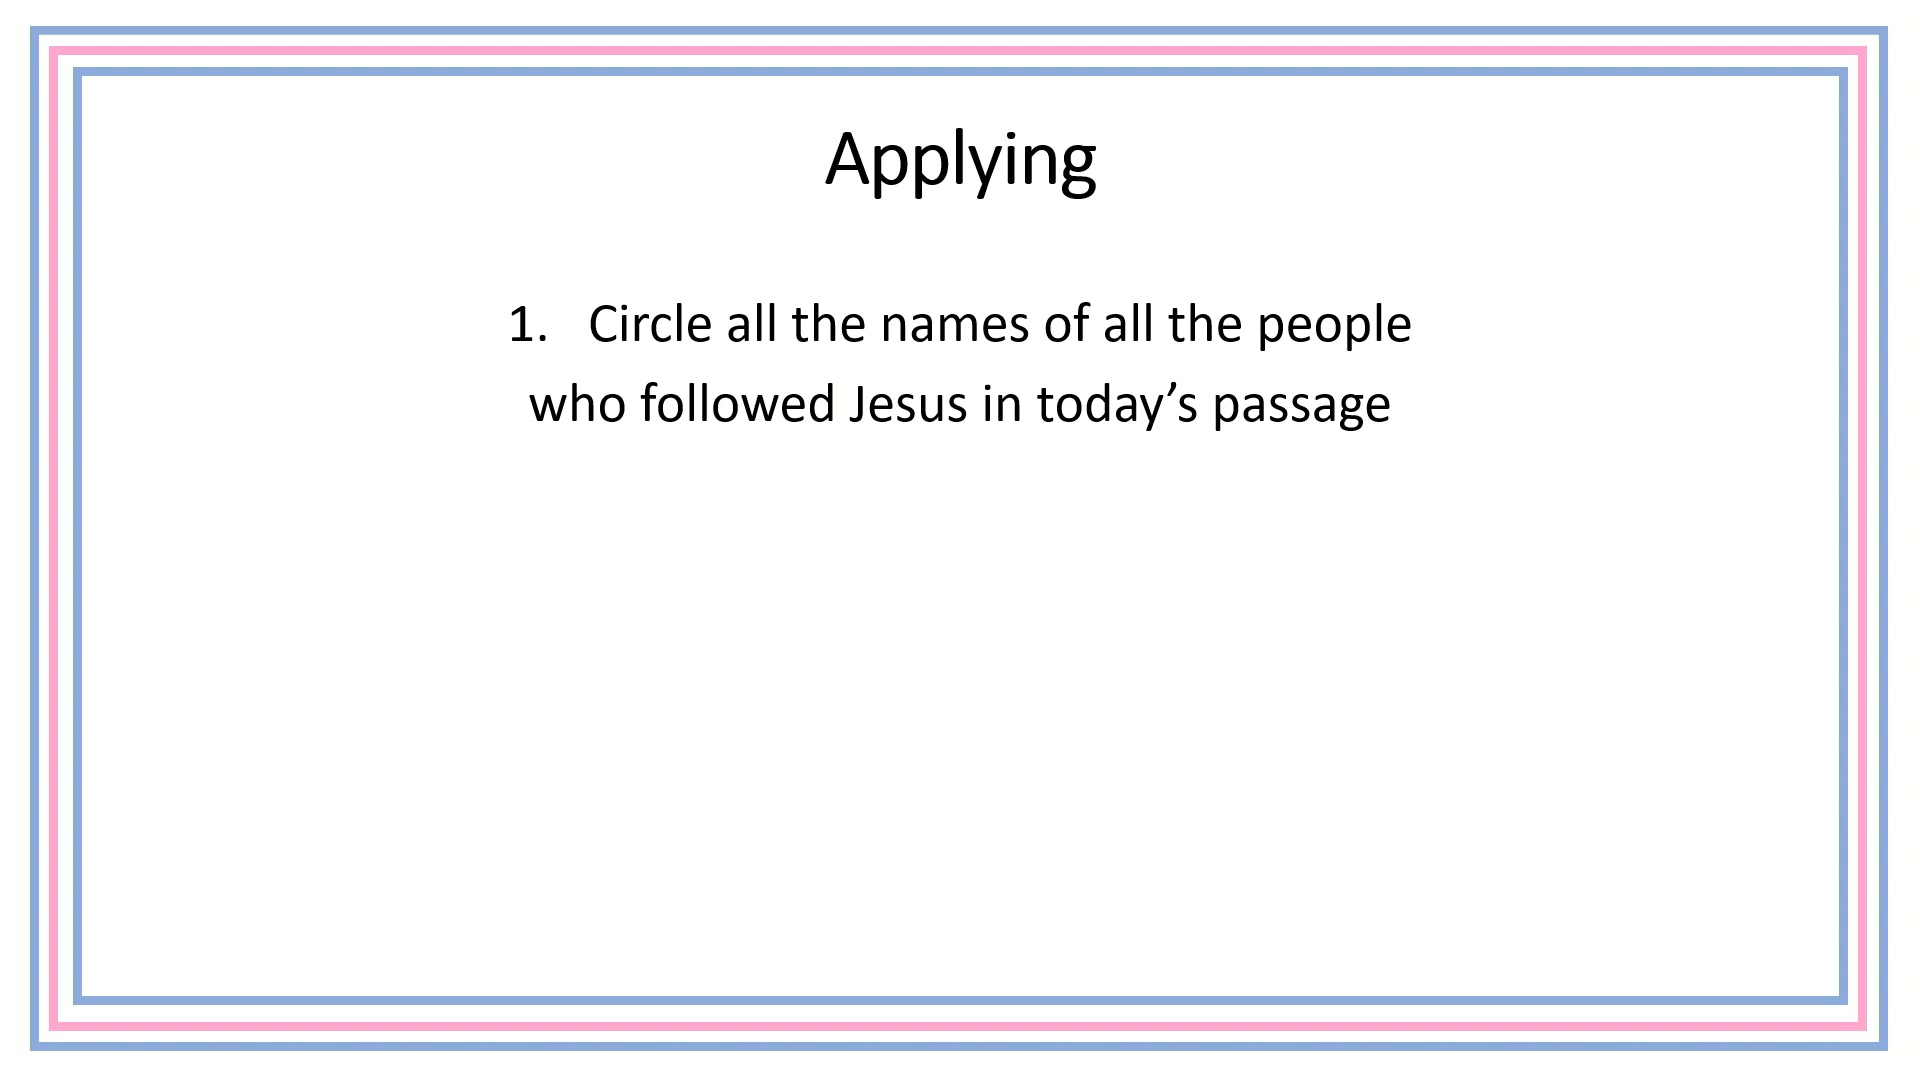 Applying
1. Circle all the names of all the people
who followed Jesus in today’s passage